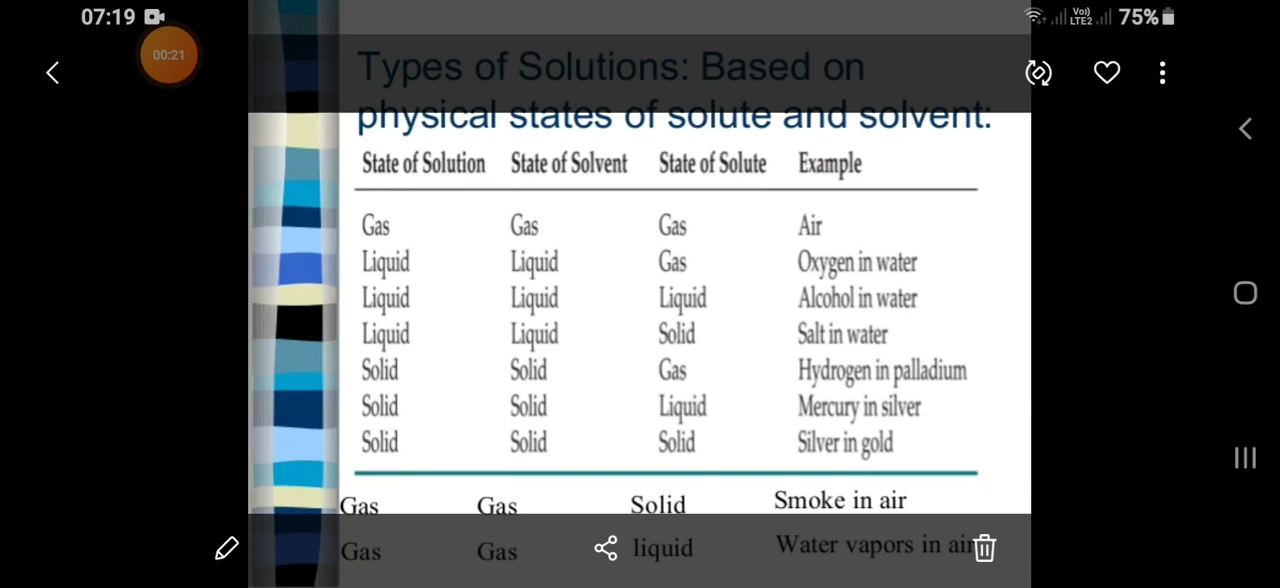 07:19 Vo) LTE2 75%
00:21
Types of Solutions: Based on
physical states of solute and solvent:
State of Solution State of Solvent State of Solute Example
Gas Gas Gas Air
Liquid Liquid Gas Oxygen in water
Liquid Liquid Liquid Alcohol in water
Liquid Liquid Solid Salt in water
Solid Solid Gas Hydrogen in palladium
Solid Solid Liquid Mercury in silver
Solid Solid Solid Silver in gold
Gas Gas Solid Smoke in air
Gas Gas liquid Water vapors in air